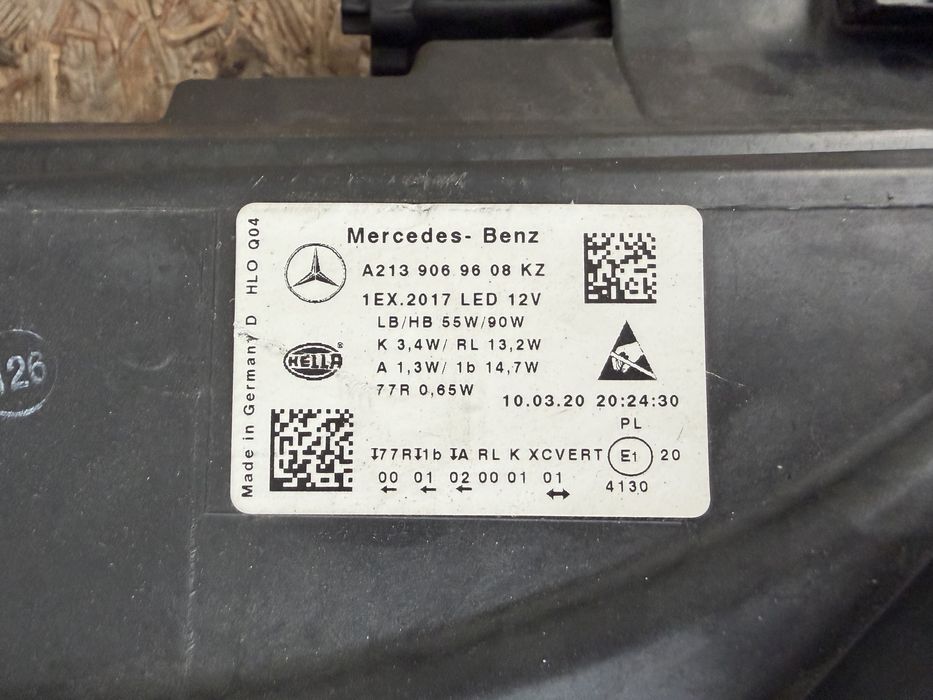 Mercedes- Benz
A213 906 96 08 KZ
1EX.2017 LED 12V
LB/HB 55W/90W
K 3,4W/ RL 13,2W
A 1,3W/ 1b 14,7W
77R 0,65W
10.03.20 20:24:30
PL
HELLA®
Made in Germany D HLO Q04
77R 1b 1A RL K XCVERT E1 20
00 01 02 00 01 01 4130